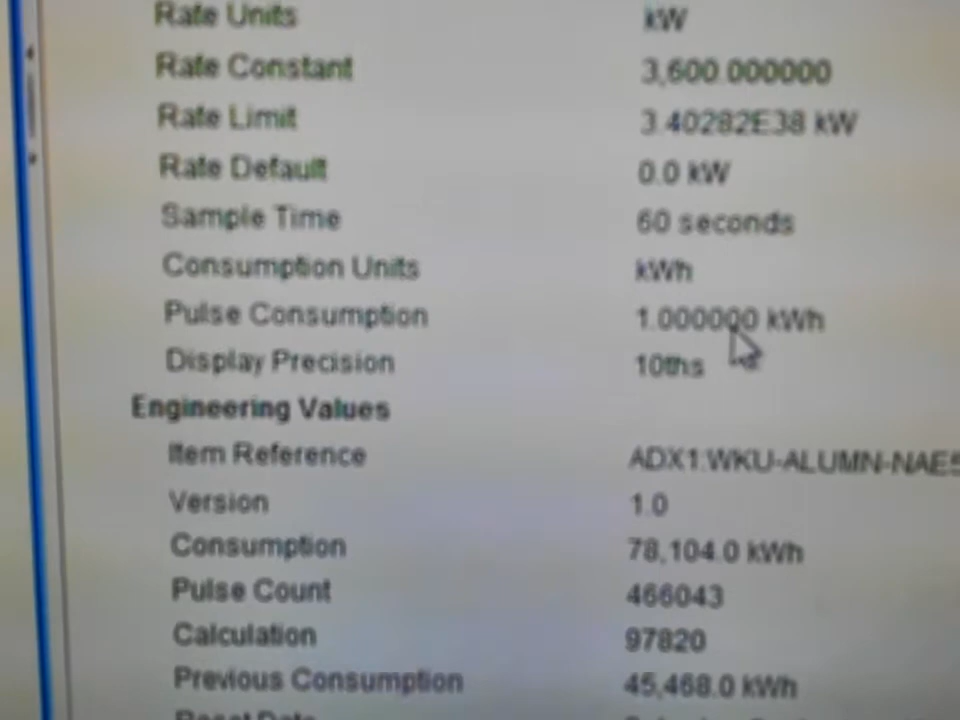 Rate Units kW
Rate Constant 3,600.000000
Rate Limit 3.40282E38 kW
Rate Default 0.0 kW
Sample Time 60 seconds
Consumption Units kWh
Pulse Consumption 1.000000 kWh
Display Precision 10ths
Engineering Values
Item Reference ADX1:WKU-ALUMN-NAE5
Version 1.0
Consumption 78,104.0 kWh
Pulse Count 466043
Calculation 97820
Previous Consumption 45,468.0 kWh
Reset Date